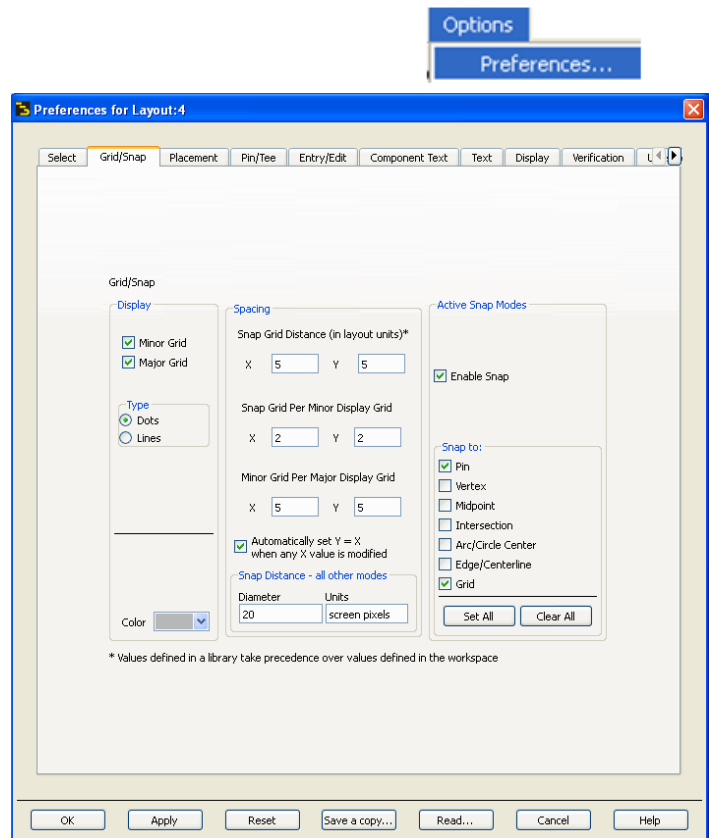 Options
Preferences...
Preferences for Layout:4
Select Grid/Snap Placement Pin/Tee Entry/Edit Component Text Text Display Verification
Grid/Snap
Display
Minor Grid
Major Grid
Type
Dots
Lines
Color
Spacing
Snap Grid Distance (in layout units)*
X 5 Y 5
Snap Grid Per Minor Display Grid
X 2 Y 2
Minor Grid Per Major Display Grid
X 5 Y 5
Automatically set Y = X
when any X value is modified
Snap Distance - all other modes
Diameter Units
20 screen pixels
Active Snap Modes
Enable Snap
Snap to:
Pin
Vertex
Midpoint
Intersection
Arc/Circle Center
Edge/Centerline
Grid
Set All Clear All
* Values defined in a library take precedence over values defined in the workspace
OK Apply Reset Save a copy... Read... Cancel Help